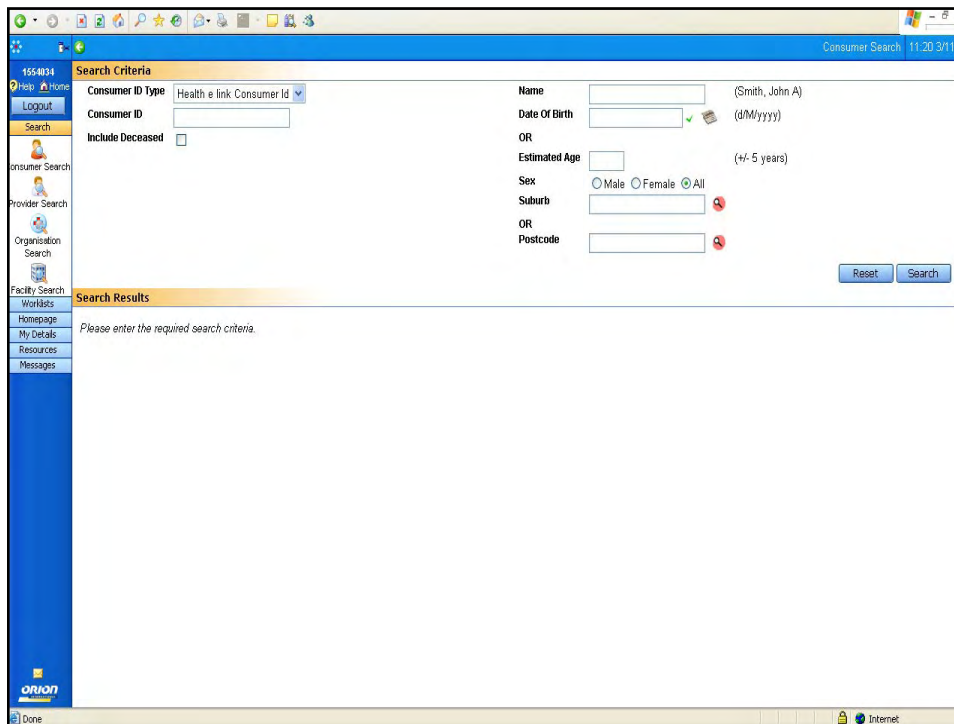 Consumer Search 11:20 3/11
1554034
Help Home
Logout
Search
onsumer Search
Provider Search
Organisation
Search
Facility Search
Worklists
Homepage
My Details
Resources
Messages
ORION
Search Criteria
Consumer ID Type Health e link Consumer Id
Consumer ID
Include Deceased
Name (Smith, John A)
Date Of Birth (d/M/yyyy)
OR
Estimated Age (+/- 5 years)
Sex Male Female All
Suburb
OR
Postcode
Reset Search
Search Results
Please enter the required search criteria.
Done Internet